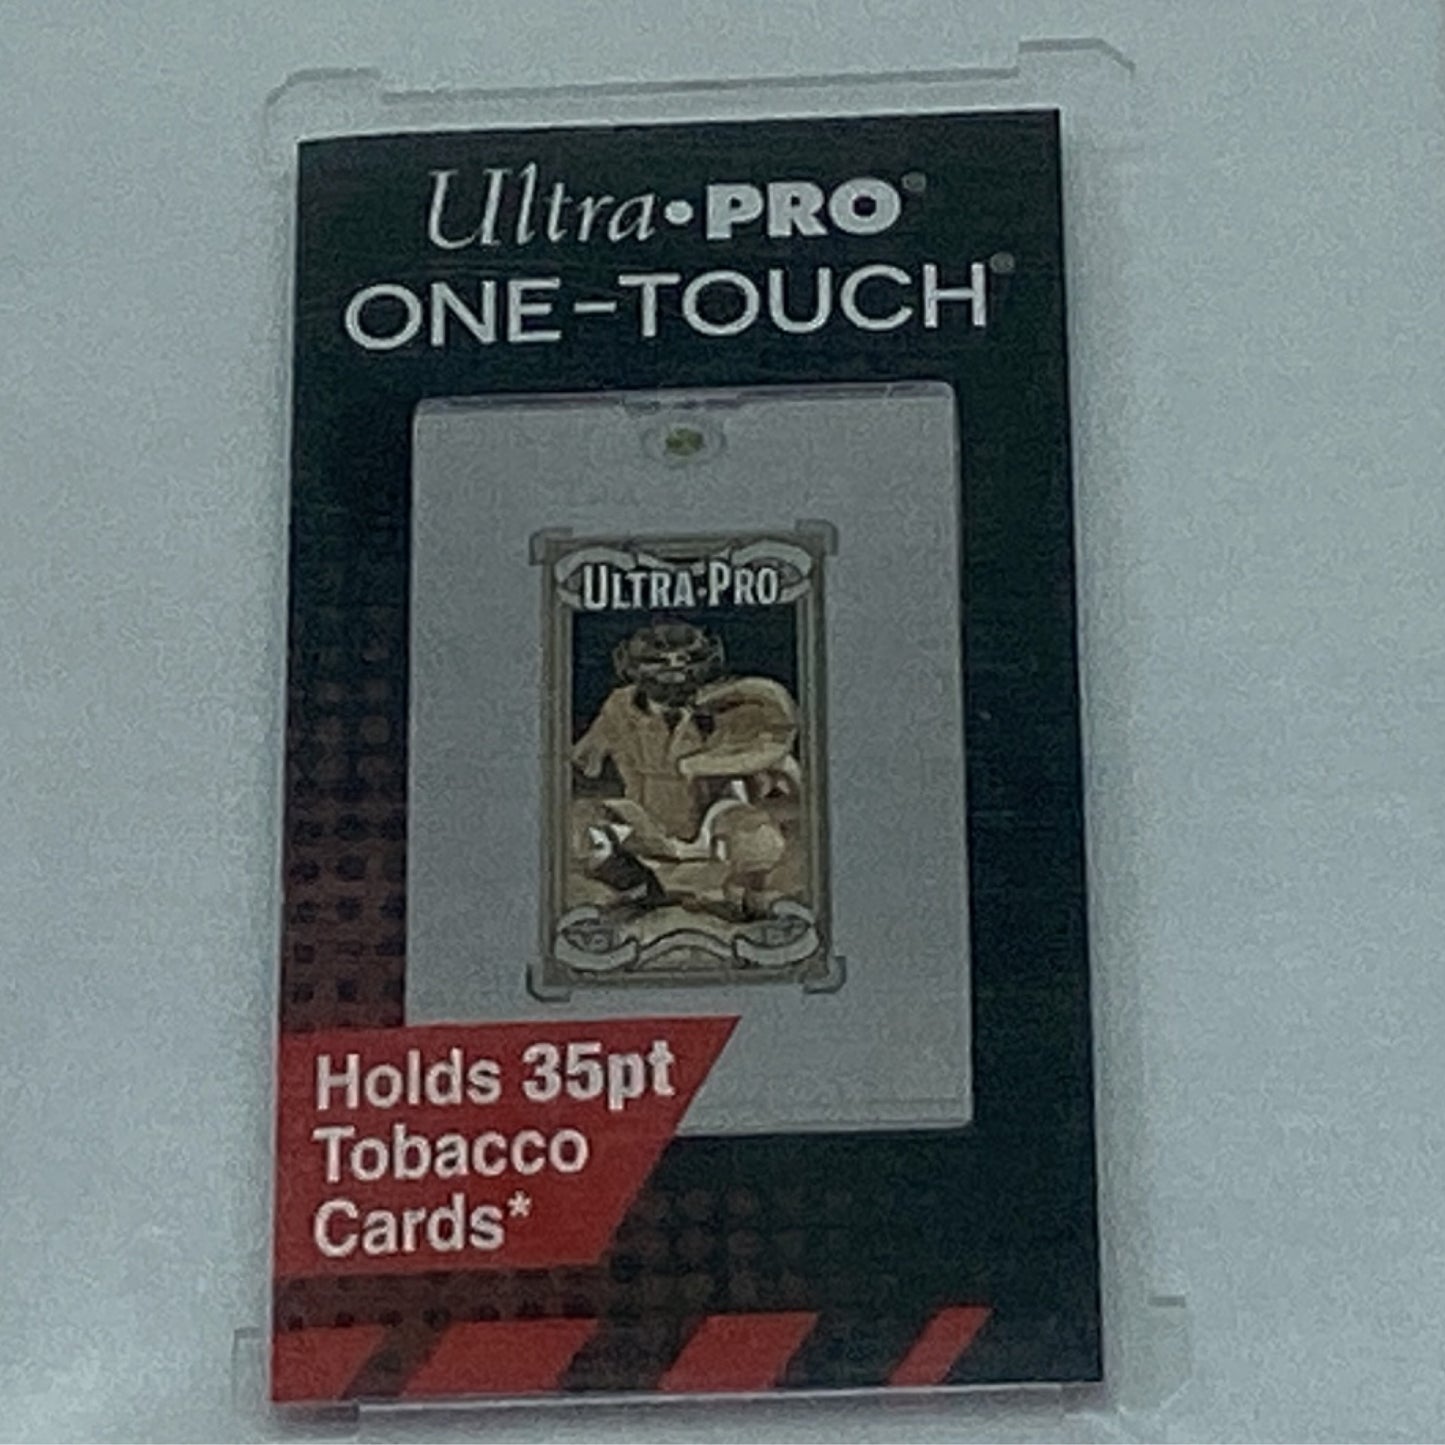 Ultra•PRO®
ONE-TOUCH®
ULTRA•PRO
Holds 35pt
Tobacco
Cards*